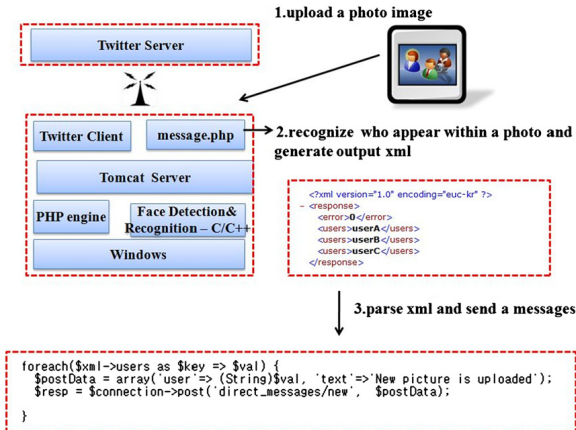 1.upload a photo image
Twitter Server
Twitter Client
message.php
2.recognize who appear within a photo and
generate output xml
Tomcat Server
PHP engine
Face Detection&
Recognition – C/C++
Windows
<?xml version="1.0" encoding="euc-kr" ?>
– <response>
<error>0</error>
<users>userA</users>
<users>userB</users>
<users>userC</users>
</response>
3.parse xml and send a messages
foreach($xml->users as $key => $val) {
$postData = array('user'=> (String)$val, 'text'=>'New picture is uploaded');
$resp = $connection->post('direct_messages/new', $postData);
}